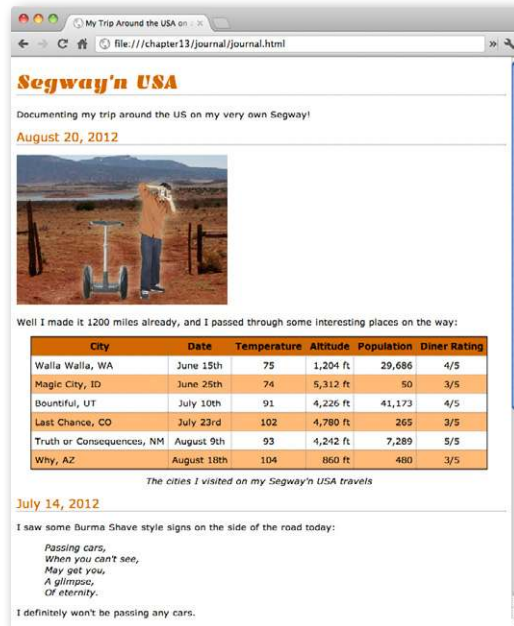 My Trip Around the USA on
file:///chapter13/journal/journal.html
Segway'n USA
Documenting my trip around the US on my very own Segway!
August 20, 2012
Well I made it 1200 miles already, and I passed through some interesting places on the way:
City Date Temperature Altitude Population Diner Rating
Walla Walla, WA June 15th 75 1,204 ft 29,686 4/5
Magic City, ID June 25th 74 5,312 ft 50 3/5
Bountiful, UT July 10th 91 4,226 ft 41,173 4/5
Last Chance, CO July 23rd 102 4,780 ft 265 3/5
Truth or Consequences, NM August 9th 93 4,242 ft 7,289 5/5
Why, AZ August 18th 104 860 ft 480 3/5
The cities I visited on my Segway'n USA travels
July 14, 2012
I saw some Burma Shave style signs on the side of the road today:
Passing cars,
When you can't see,
May get you,
A glimpse,
Of eternity.
I definitely won't be passing any cars.